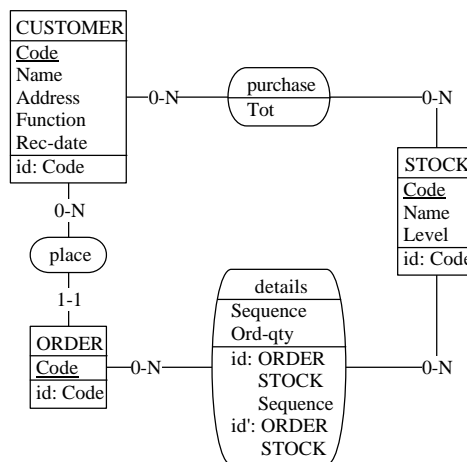 CUSTOMER
Code
Name
Address
Function
Rec-date
id: Code
0-N
purchase
Tot
0-N
STOCK
Code
Name
Level
id: Code
0-N
place
1-1
ORDER
Code
id: Code
0-N
details
Sequence
Ord-qty
id: ORDER
STOCK
Sequence
id': ORDER
STOCK
0-N